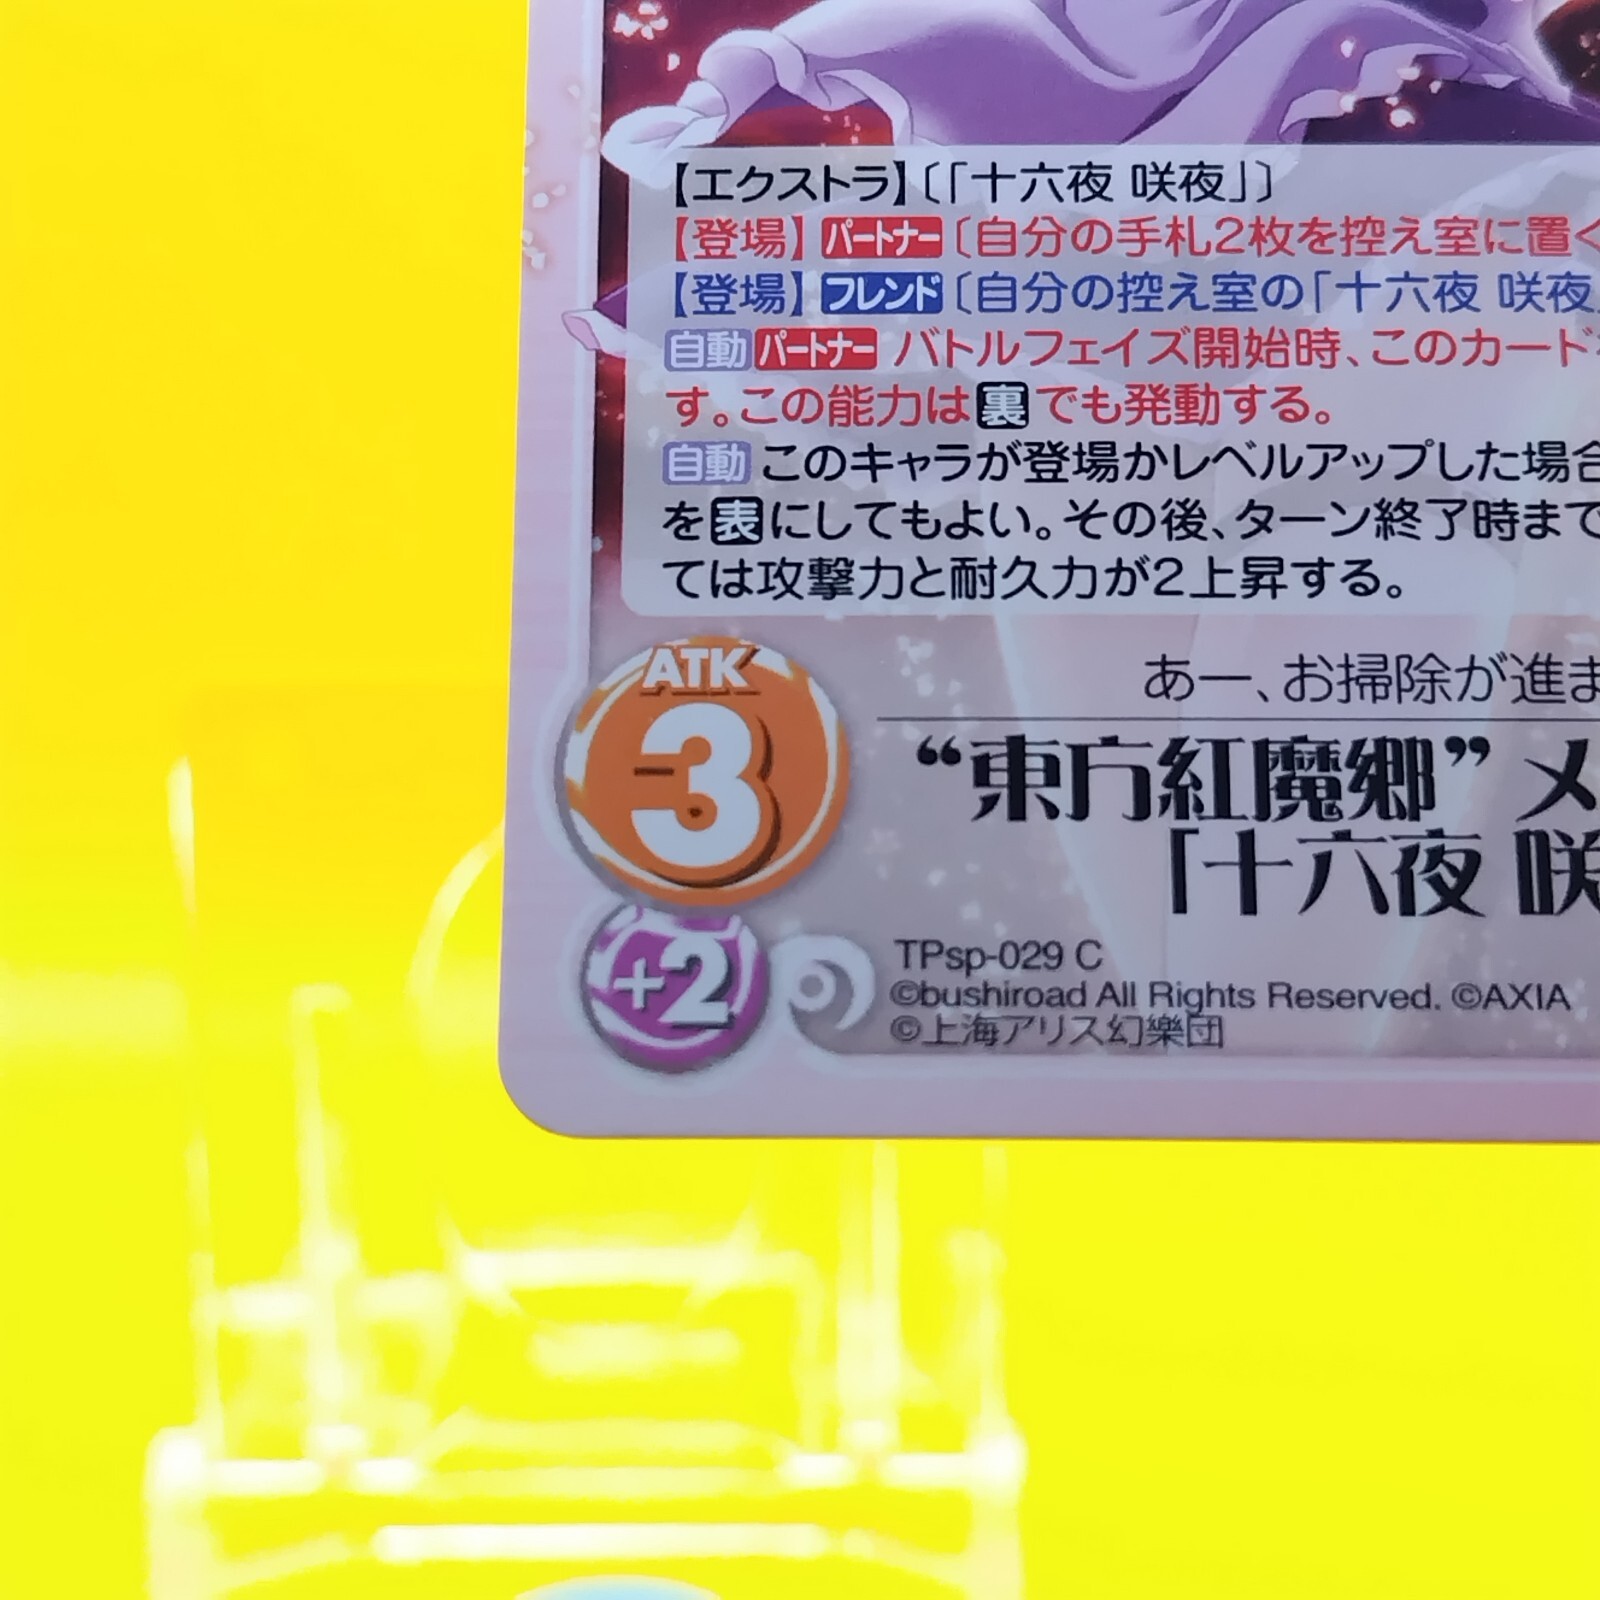 【エクストラ】〔「十六夜 咲夜」〕
【登場】 パートナー 〔自分の手札2枚を控え室に置く
【登場】 フレンド 〔自分の控え室の「十六夜 咲夜
自動 パートナー バトルフェイズ開始時、このカード
す。この能力は 裏 でも発動する。
自動 このキャラが登場かレベルアップした場合
を 表 にしてもよい。その後、ターン終了時まで
ては攻撃力と耐久力が2上昇する。
ATK
3
あー、お掃除が進ま
“東方紅魔郷” メ
「十六夜 咲
+2
TPsp-029 C
©bushiroad All Rights Reserved. ©AXIA
©上海アリス幻樂団